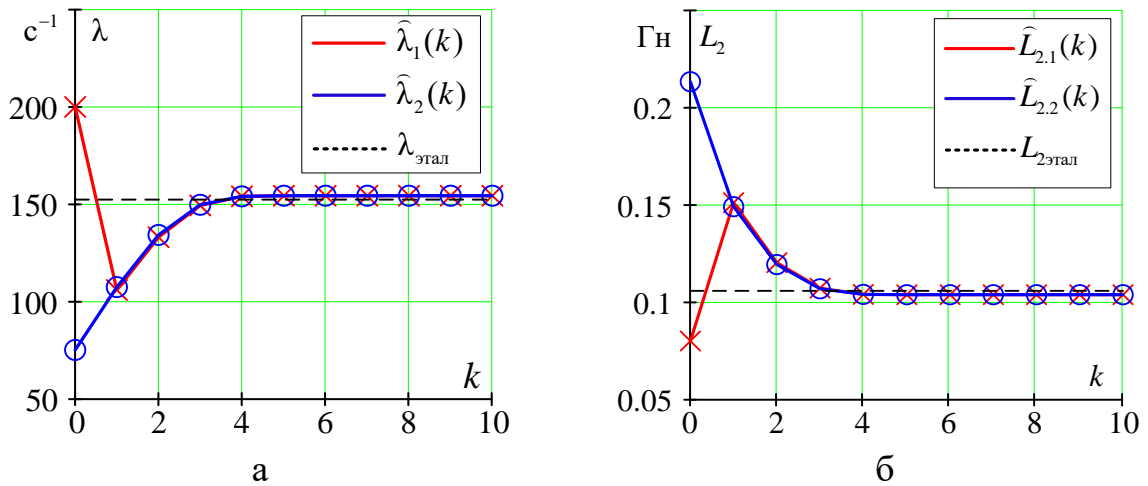 с⁻¹ λ
λ̂₁(k)
λ̂₂(k)
λэтал
200
150
100
50
0 2 4 6 8 10
k
а
Гн L₂
L̂₂.₁(k)
L̂₂.₂(k)
L₂этал
0.2
0.15
0.1
0.05
0 2 4 6 8 10
k
б